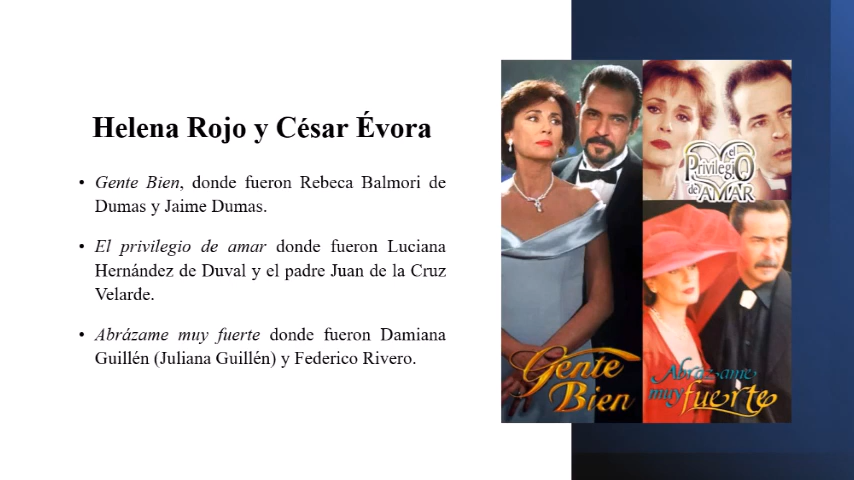 Helena Rojo y César Évora
• Gente Bien, donde fueron Rebeca Balmori de
Dumas y Jaime Dumas.
• El privilegio de amar donde fueron Luciana
Hernández de Duval y el padre Juan de la Cruz
Velarde.
• Abrázame muy fuerte donde fueron Damiana
Guillén (Juliana Guillén) y Federico Rivero.
el
Privilegio
de AMAR
Gente
Bien
Abrázame
muy fuerte